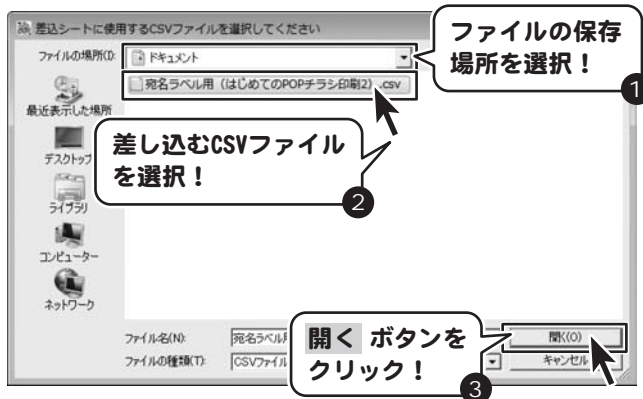 差込シートに使用するCSVファイルを選択してください
ファイルの保存
場所を選択！
1
ファイルの場所(I):
ドキュメント
宛名ラベル用（はじめてのPOPチラシ印刷2）.csv
最近表示した場所
差し込むCSVファイル
を選択！
2
デスクトップ
ライブラリ
コンピューター
ネットワーク
ファイル名(N):
宛名ラベル用
開く(O)
ファイルの種類(T):
CSVファイル
キャンセル
開く ボタンを
クリック！
3